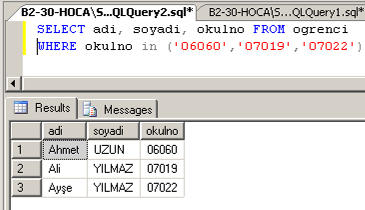 B2-30-HOCA\S...QLQuery2.sql* B2-30-HOCA\S...QLQuery1.sql*
SELECT adi, soyadi, okulno FROM ogrenci
WHERE okulno in ('06060','07019','07022')
Results Messages
adi soyadi okulno
1 Ahmet UZUN 06060
2 Ali YILMAZ 07019
3 Ayşe YILMAZ 07022